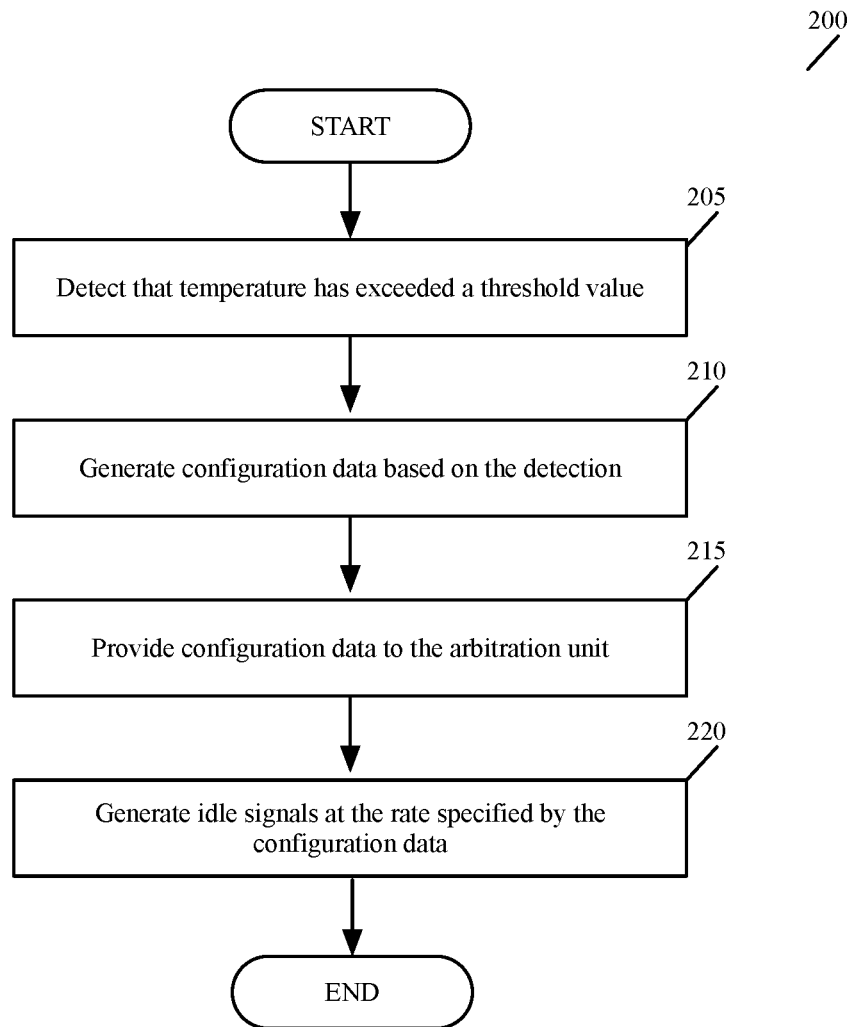 200
START
205
Detect that temperature has exceeded a threshold value
210
Generate configuration data based on the detection
215
Provide configuration data to the arbitration unit
220
Generate idle signals at the rate specified by the
configuration data
END